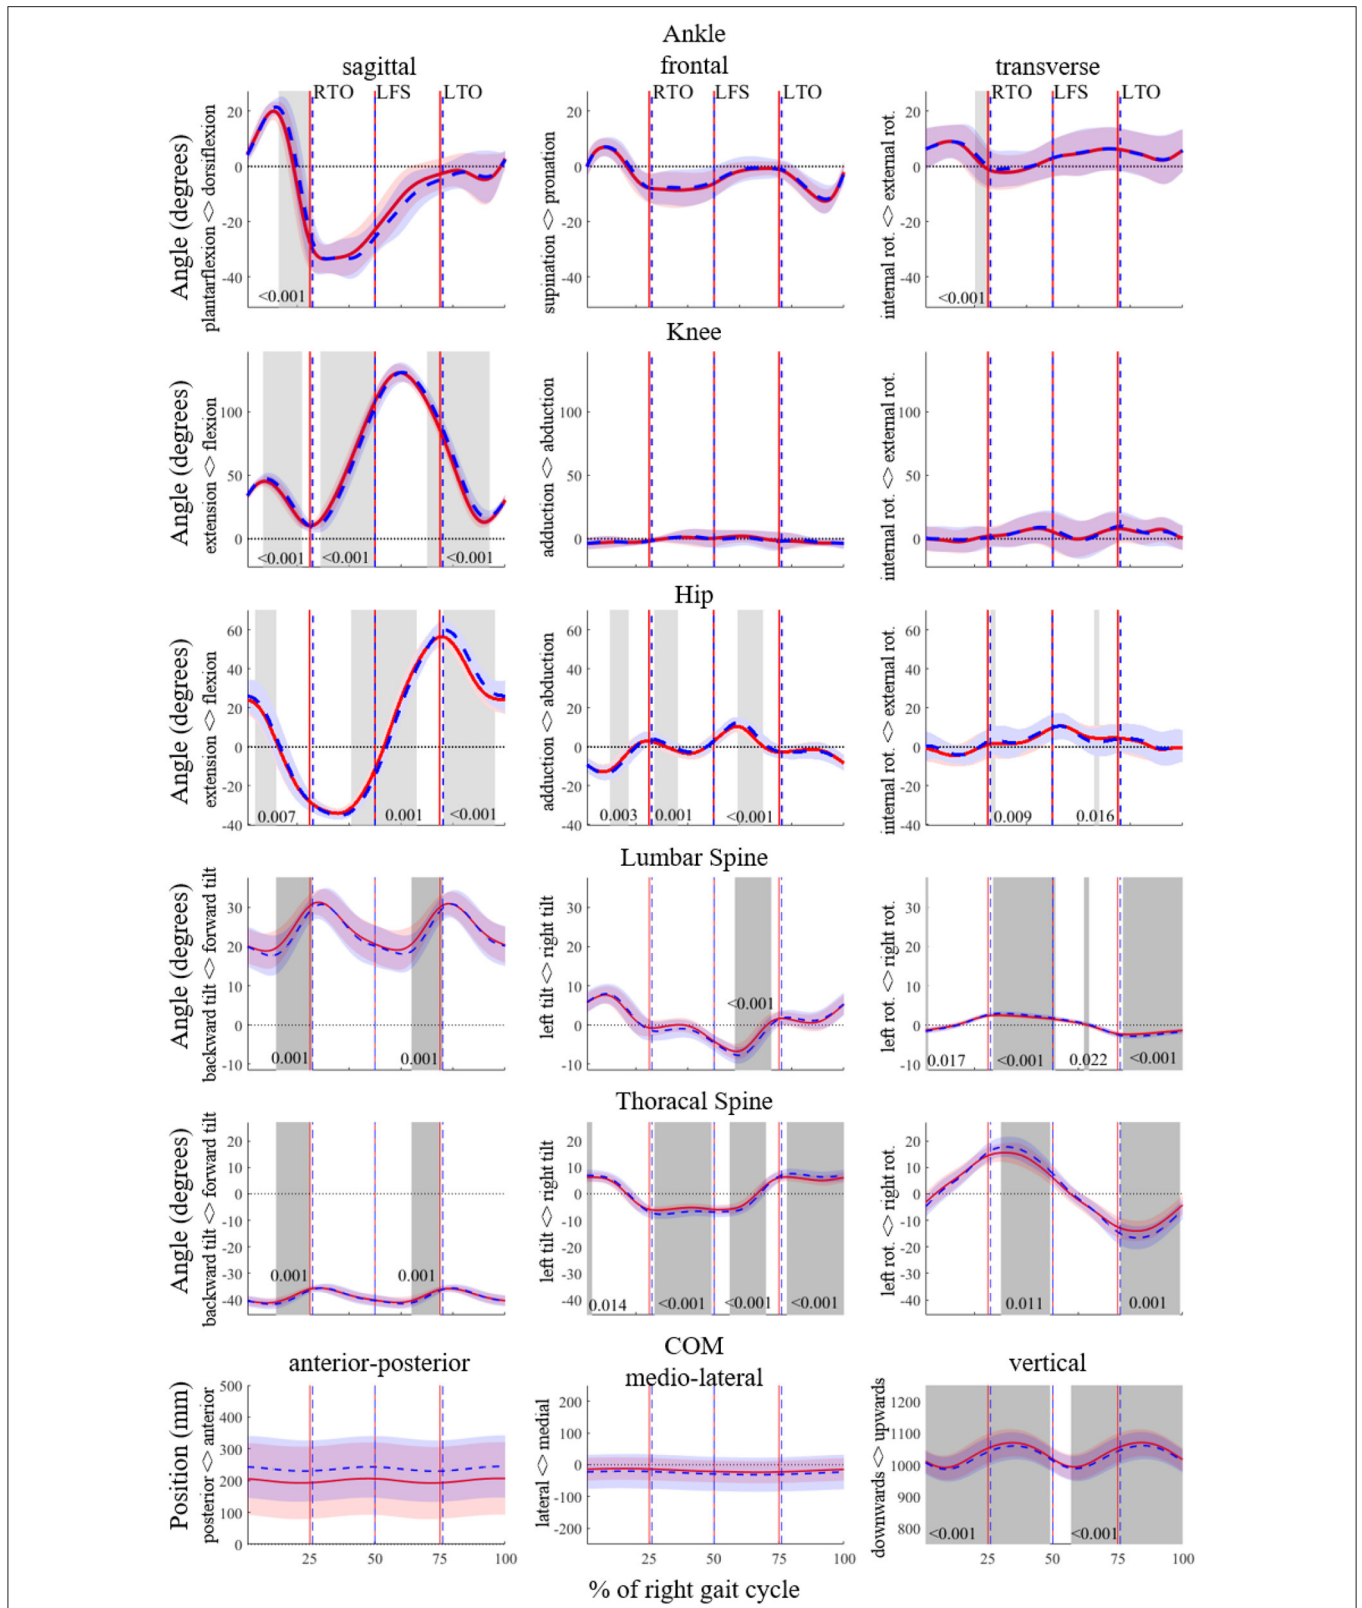 Ankle
sagittal frontal transverse
RTO LFS LTO RTO LFS LTO RTO LFS LTO
Angle (degrees)
plantarflexion <> dorsiflexion
20
0
-20
-40
<0.001
supination <> pronation
20
0
-20
-40
internal rot. <> external rot.
20
0
-20
-40
<0.001
Knee
Angle (degrees)
extension <> flexion
100
50
0
<0.001 <0.001 <0.001
adduction <> abduction
100
50
0
internal rot. <> external rot.
100
50
0
Hip
Angle (degrees)
extension <> flexion
60
40
20
0
-20
-40
0.007 0.001 <0.001
adduction <> abduction
60
40
20
0
-20
-40
0.003 0.001 <0.001
internal rot. <> external rot.
60
40
20
0
-20
-40
0.009 0.016
Lumbar Spine
Angle (degrees)
backward tilt <> forward tilt
30
20
10
0
-10
0.001 0.001
left tilt <> right tilt
30
20
10
0
-10
<0.001
left rot. <> right rot.
30
20
10
0
-10
0.017 <0.001 0.022 <0.001
Thoracal Spine
Angle (degrees)
backward tilt <> forward tilt
20
10
0
-10
-20
-30
-40
0.001 0.001
left tilt <> right tilt
20
10
0
-10
-20
-30
-40
0.014 <0.001 <0.001 <0.001
left rot. <> right rot.
20
10
0
-10
-20
-30
-40
0.011 0.001
COM
anterior-posterior medio-lateral vertical
Position (mm)
posterior <> anterior
500
400
300
200
100
0
25 50 75 100
lateral <> medial
200
100
0
-100
-200
25 50 75 100
downwards <> upwards
1200
1100
1000
900
800
<0.001 <0.001
25 50 75 100
% of right gait cycle